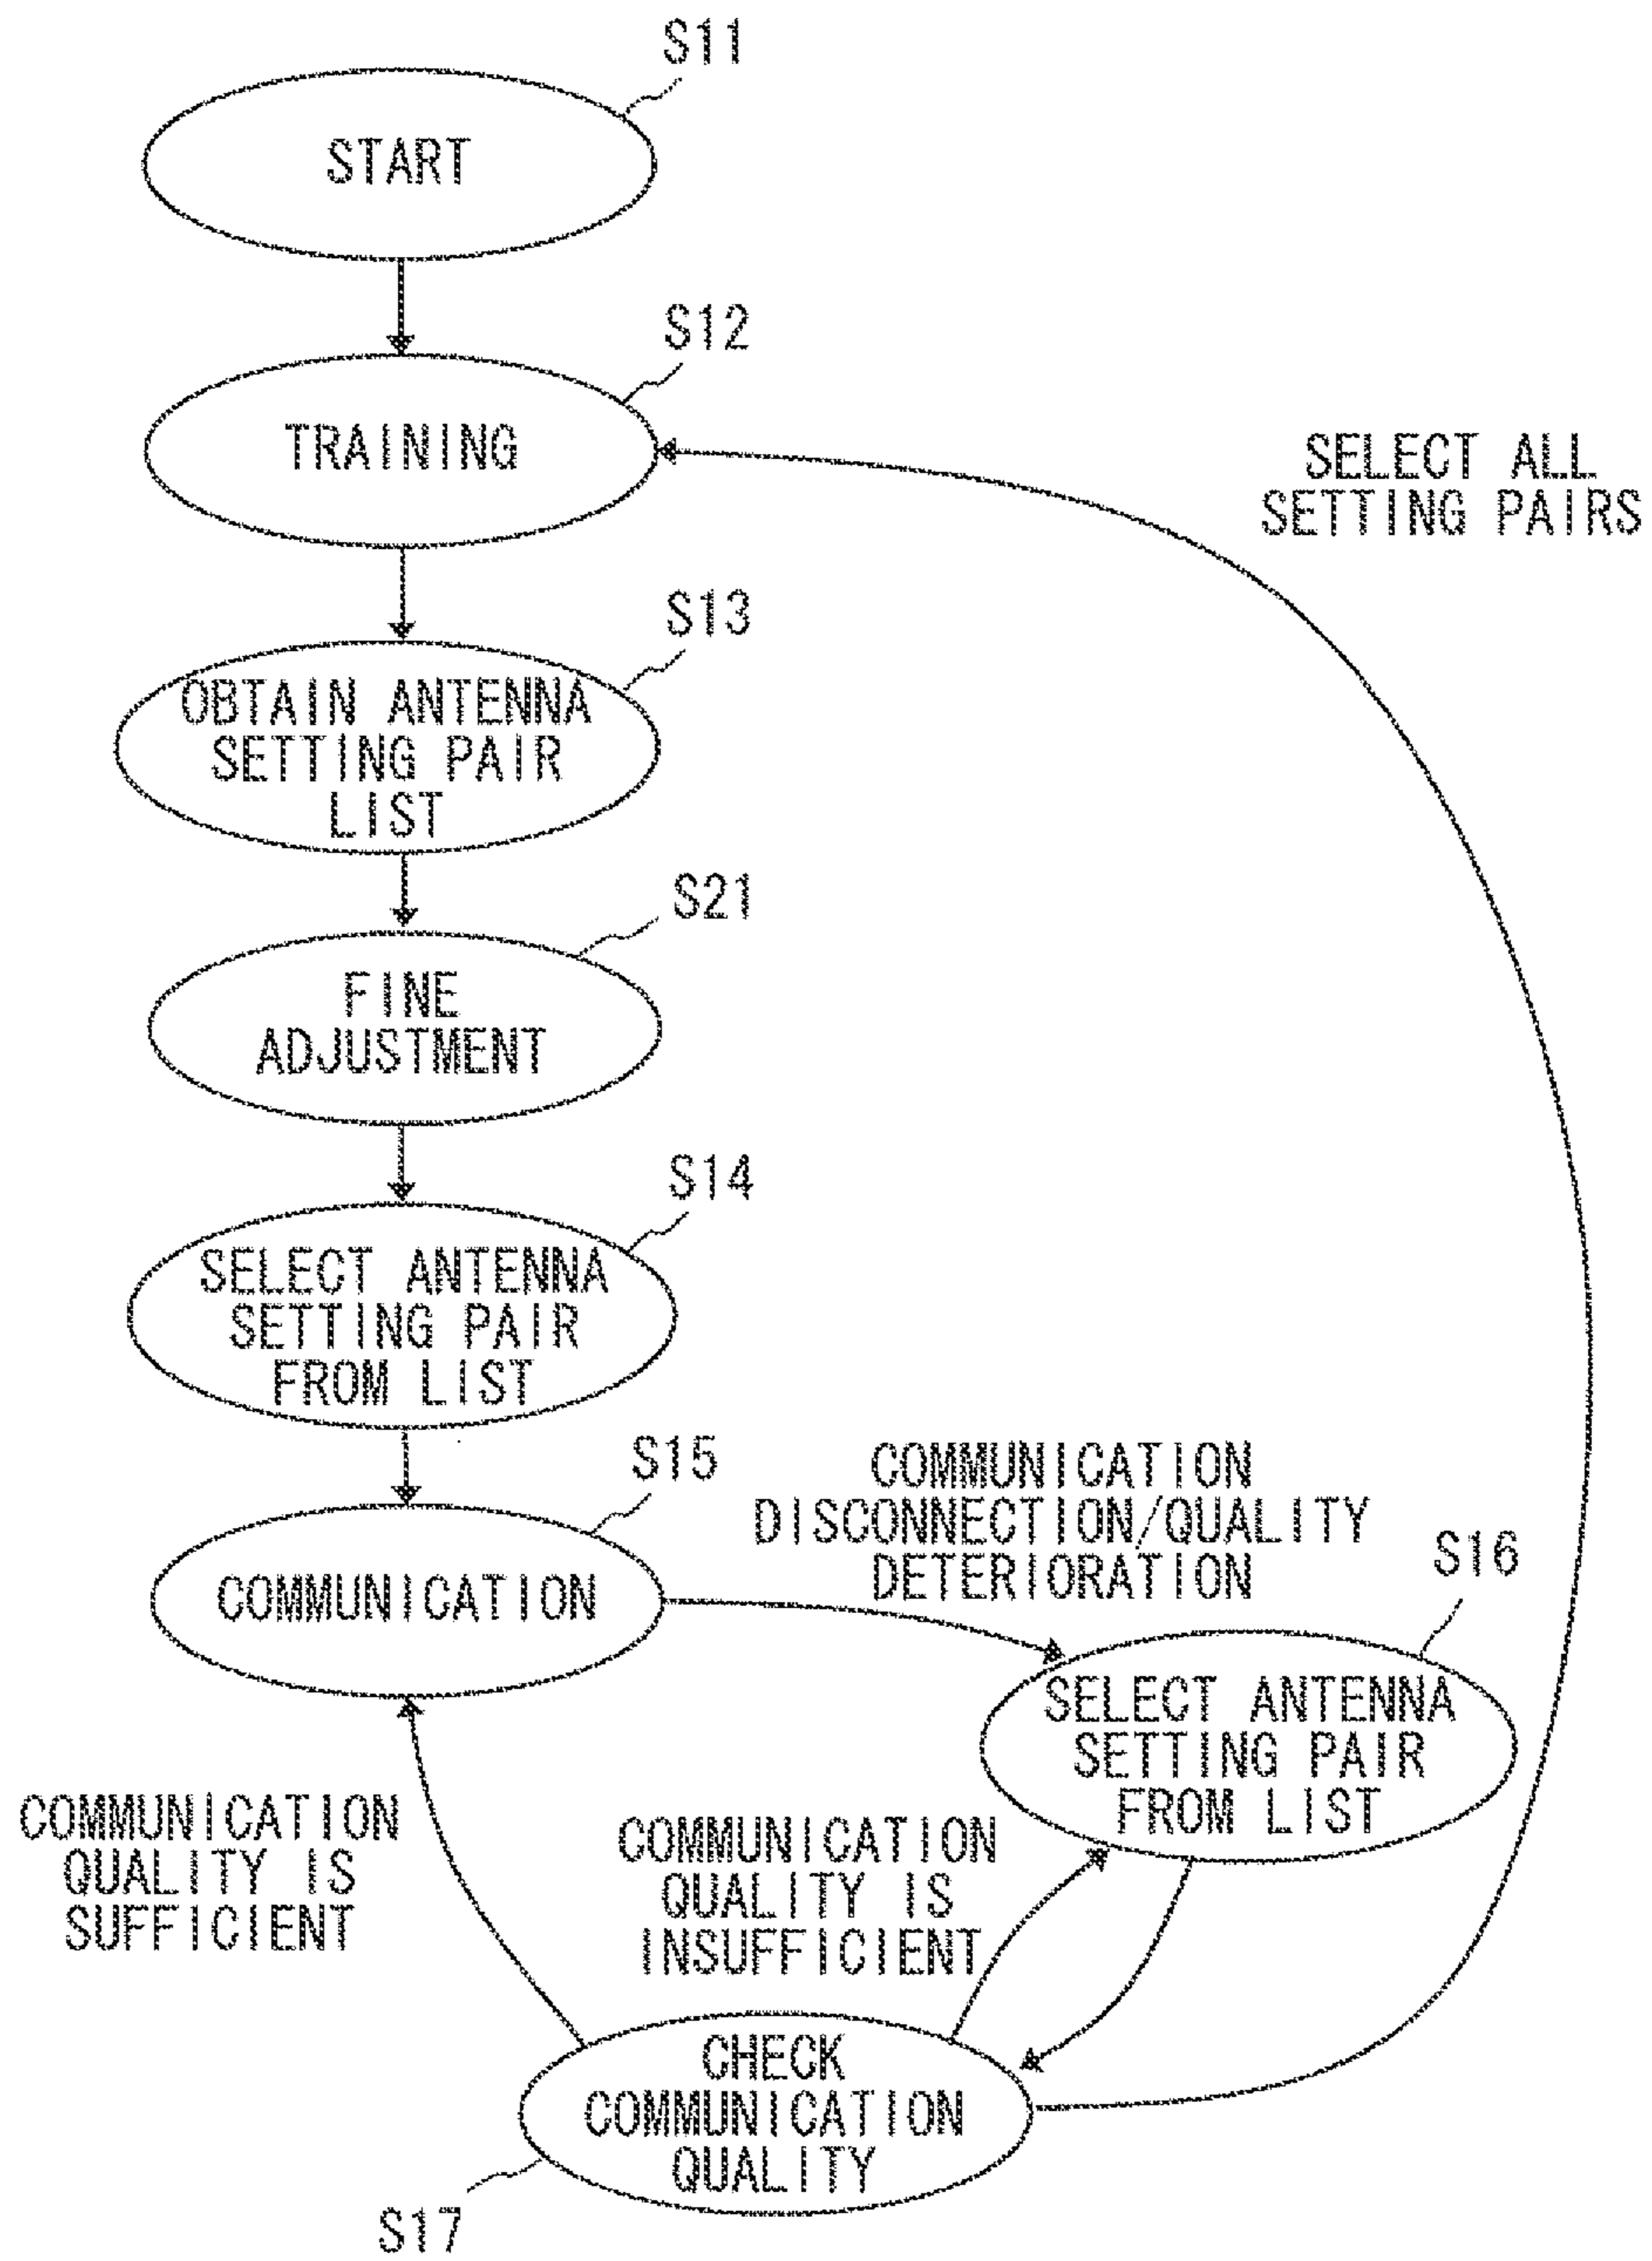 S11
START
S12
TRAINING
SELECT ALL
SETTING PAIRS
S13
OBTAIN ANTENNA
SETTING PAIR
LIST
S21
FINE
ADJUSTMENT
S14
SELECT ANTENNA
SETTING PAIR
FROM LIST
S15
COMMUNICATION
COMMUNICATION
DISCONNECTION/QUALITY
DETERIORATION
S16
SELECT ANTENNA
SETTING PAIR
FROM LIST
COMMUNICATION
QUALITY IS
SUFFICIENT
COMMUNICATION
QUALITY IS
INSUFFICIENT
CHECK
COMMUNICATION
QUALITY
S17